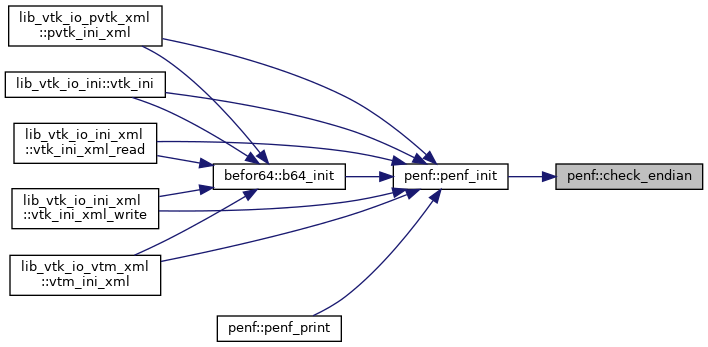 lib_vtk_io_pvtk_xml
::pvtk_ini_xml
lib_vtk_io_ini::vtk_ini
lib_vtk_io_ini_xml
::vtk_ini_xml_read
lib_vtk_io_ini_xml
::vtk_ini_xml_write
lib_vtk_io_vtm_xml
::vtm_ini_xml
befor64::b64_init
penf::penf_print
penf::penf_init
penf::check_endian